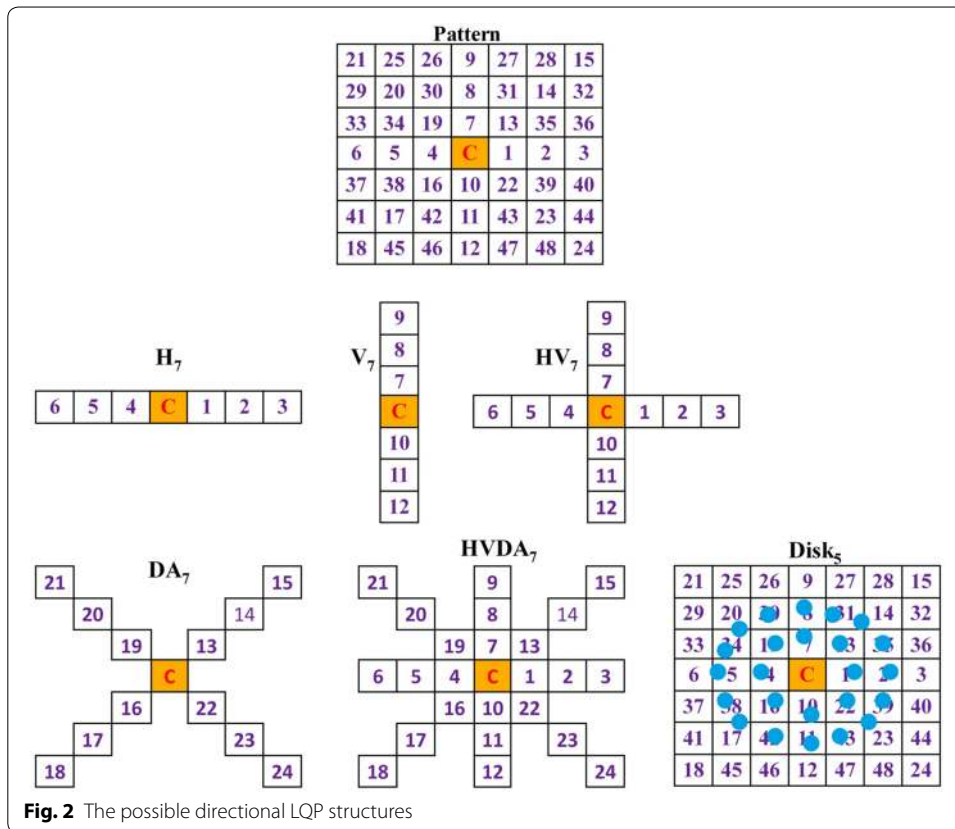 Pattern
21 25 26 9 27 28 15
29 20 30 8 31 14 32
33 34 19 7 13 35 36
6 5 4 C 1 2 3
37 38 16 10 22 39 40
41 17 42 11 43 23 44
18 45 46 12 47 48 24
H7
6 5 4 C 1 2 3
V7
9
8
7
C
10
11
12
HV7
9
8
7
6 5 4 C 1 2 3
10
11
12
DA7
21 15
20 14
19 13
C
16 22
17 23
18 24
HVDA7
21 9 15
20 8 14
19 7 13
6 5 4 C 1 2 3
16 10 22
17 11 23
18 12 24
Disk5
21 25 26 9 27 28 15
29 20 31 14 32
33 36
6 5 C 3
37 40
41 17 23 44
18 45 46 12 47 48 24
Fig. 2 The possible directional LQP structures